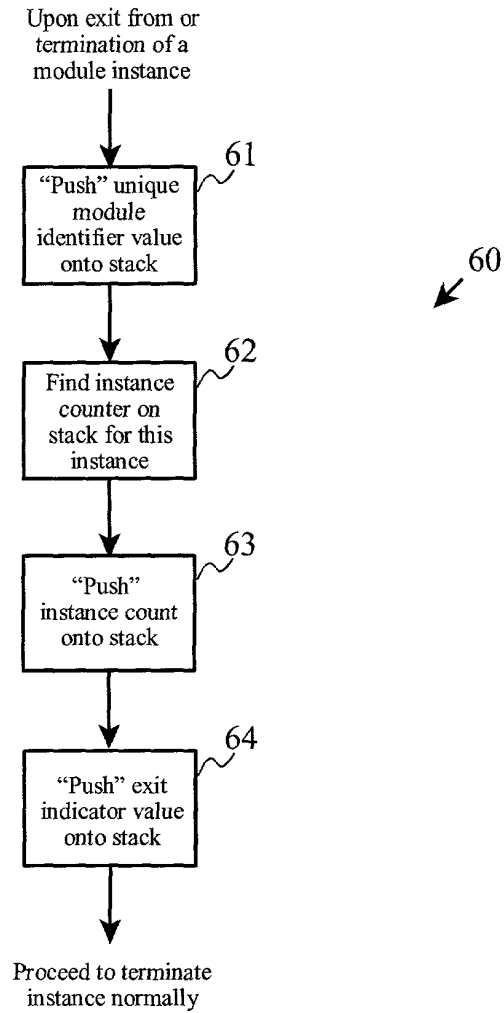 Upon exit from or
termination of a
module instance
61
“Push” unique
module
identifier value
onto stack
60
62
Find instance
counter on
stack for this
instance
63
“Push”
instance count
onto stack
64
“Push” exit
indicator value
onto stack
Proceed to terminate
instance normally